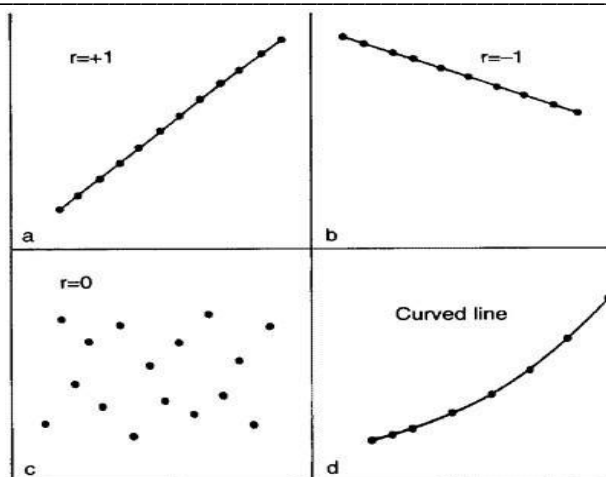 r=+1
a
r=−1
b
r=0
c
Curved line
d